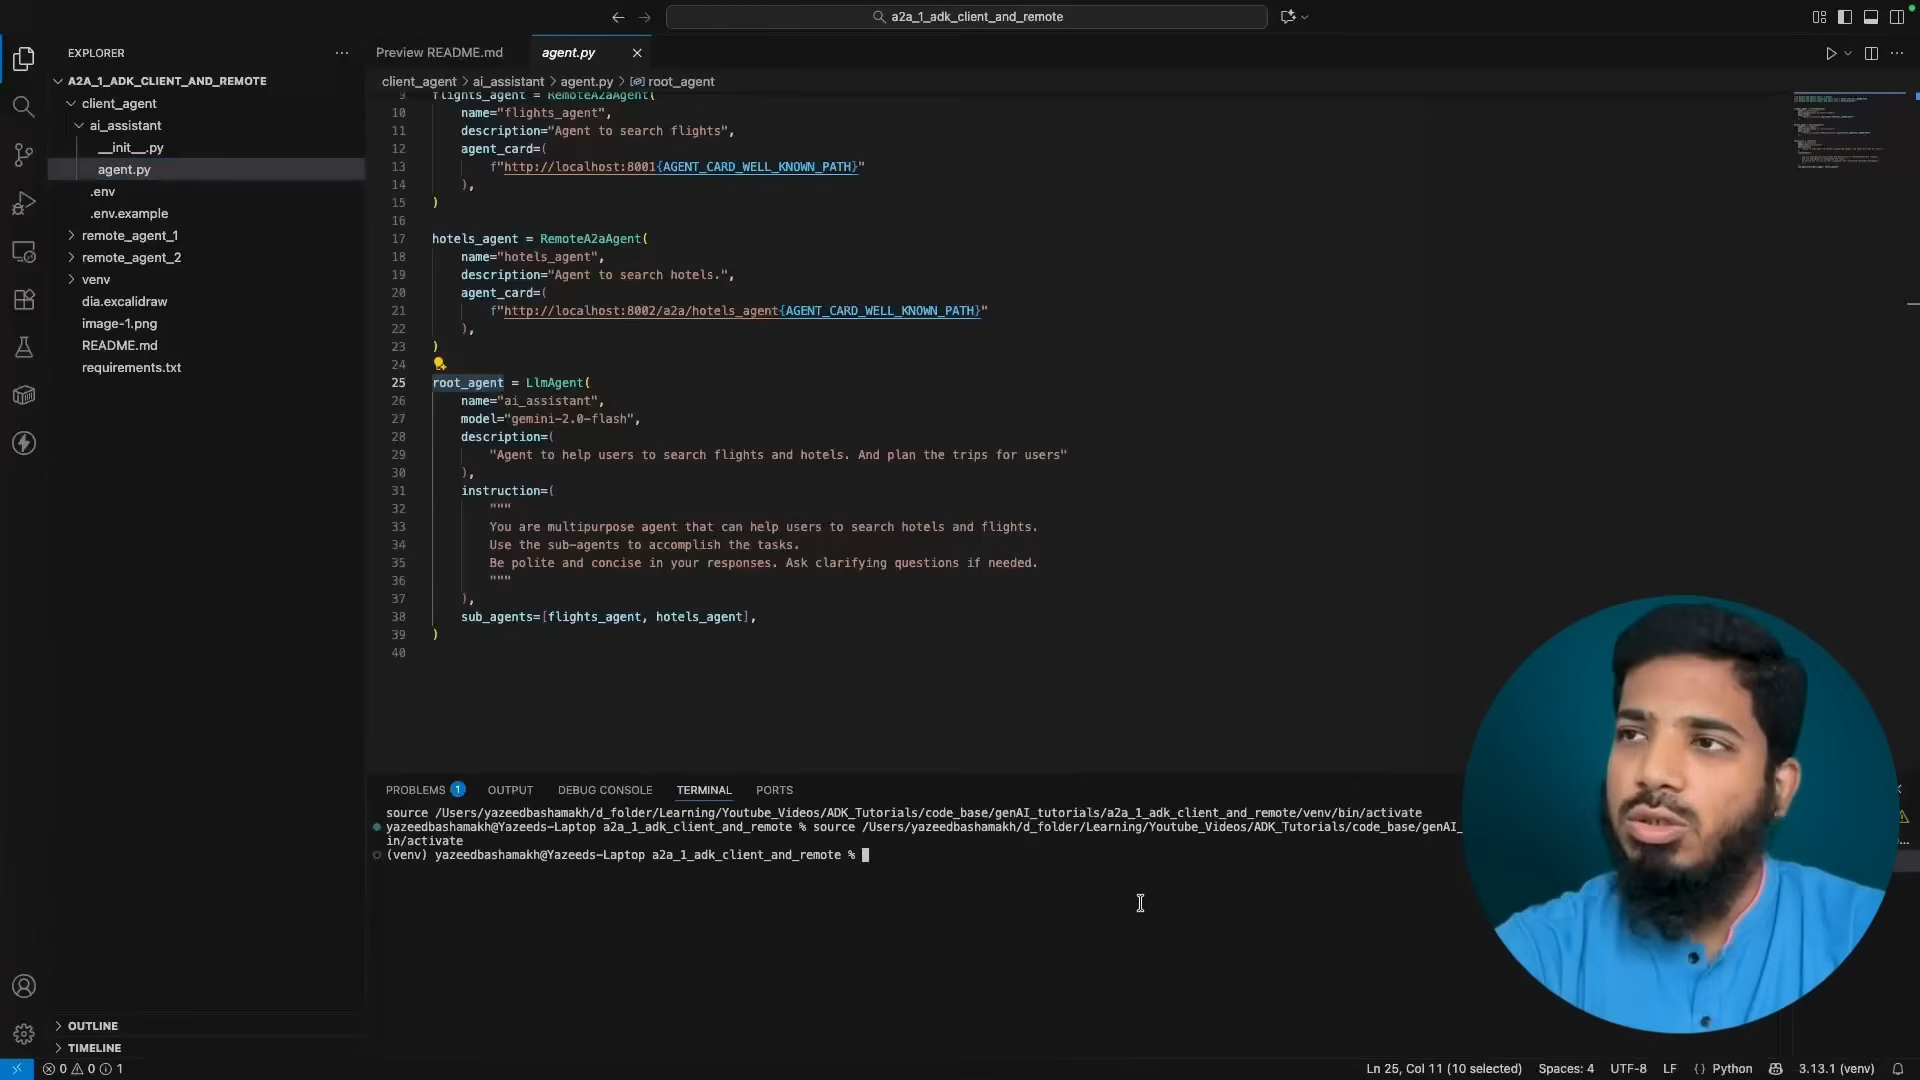 a2a_1_adk_client_and_remote
EXPLORER
Preview README.md
agent.py
A2A_1_ADK_CLIENT_AND_REMOTE
client_agent
ai_assistant
__init__.py
agent.py
.env
.env.example
remote_agent_1
remote_agent_2
venv
dia.excalidraw
image-1.png
README.md
requirements.txt
OUTLINE
TIMELINE
client_agent > ai_assistant > agent.py > root_agent
9 flights_agent = RemoteA2aAgent(
10 name="flights_agent",
11 description="Agent to search flights",
12 agent_card=(
13 f"http://localhost:8001{AGENT_CARD_WELL_KNOWN_PATH}"
14 ),
15 )
16
17 hotels_agent = RemoteA2aAgent(
18 name="hotels_agent",
19 description="Agent to search hotels.",
20 agent_card=(
21 f"http://localhost:8002/a2a/hotels_agent{AGENT_CARD_WELL_KNOWN_PATH}"
22 ),
23 )
24
25 root_agent = LlmAgent(
26 name="ai_assistant",
27 model="gemini-2.0-flash",
28 description=(
29 "Agent to help users to search flights and hotels. And plan the trips for users"
30 ),
31 instruction=(
32 """
33 You are multipurpose agent that can help users to search hotels and flights.
34 Use the sub-agents to accomplish the tasks.
35 Be polite and concise in your responses. Ask clarifying questions if needed.
36 """
37 ),
38 sub_agents=[flights_agent, hotels_agent],
39 )
40
PROBLEMS 1 OUTPUT DEBUG CONSOLE TERMINAL PORTS
source /Users/yazeedbashamakh/d_folder/Learning/Youtube_Videos/ADK_Tutorials/code_base/genAI_tutorials/a2a_1_adk_client_and_remote/venv/bin/activate
yazeedbashamakh@Yazeeds-Laptop a2a_1_adk_client_and_remote % source /Users/yazeedbashamakh/d_folder/Learning/Youtube_Videos/ADK_Tutorials/code_base/genAI_
in/activate
(venv) yazeedbashamakh@Yazeeds-Laptop a2a_1_adk_client_and_remote %
0 0 1
Ln 25, Col 11 (10 selected) Spaces: 4 UTF-8 LF {} Python 3.13.1 (venv)